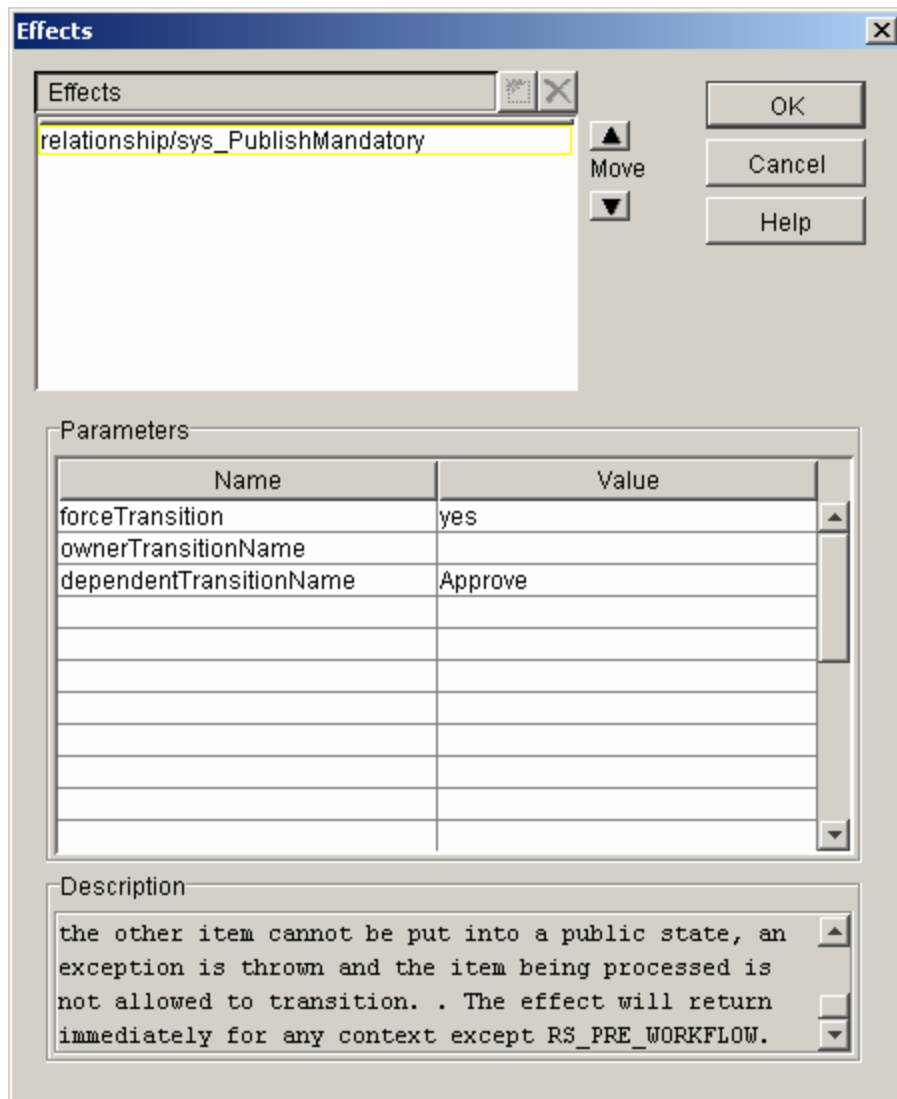 Effects
Effects
OK
relationship/sys_PublishMandatory
Move
Cancel
Help
Parameters
Name Value
forceTransition yes
ownerTransitionName
dependentTransitionName Approve
Description
the other item cannot be put into a public state, an
exception is thrown and the item being processed is
not allowed to transition. . The effect will return
immediately for any context except RS_PRE_WORKFLOW.